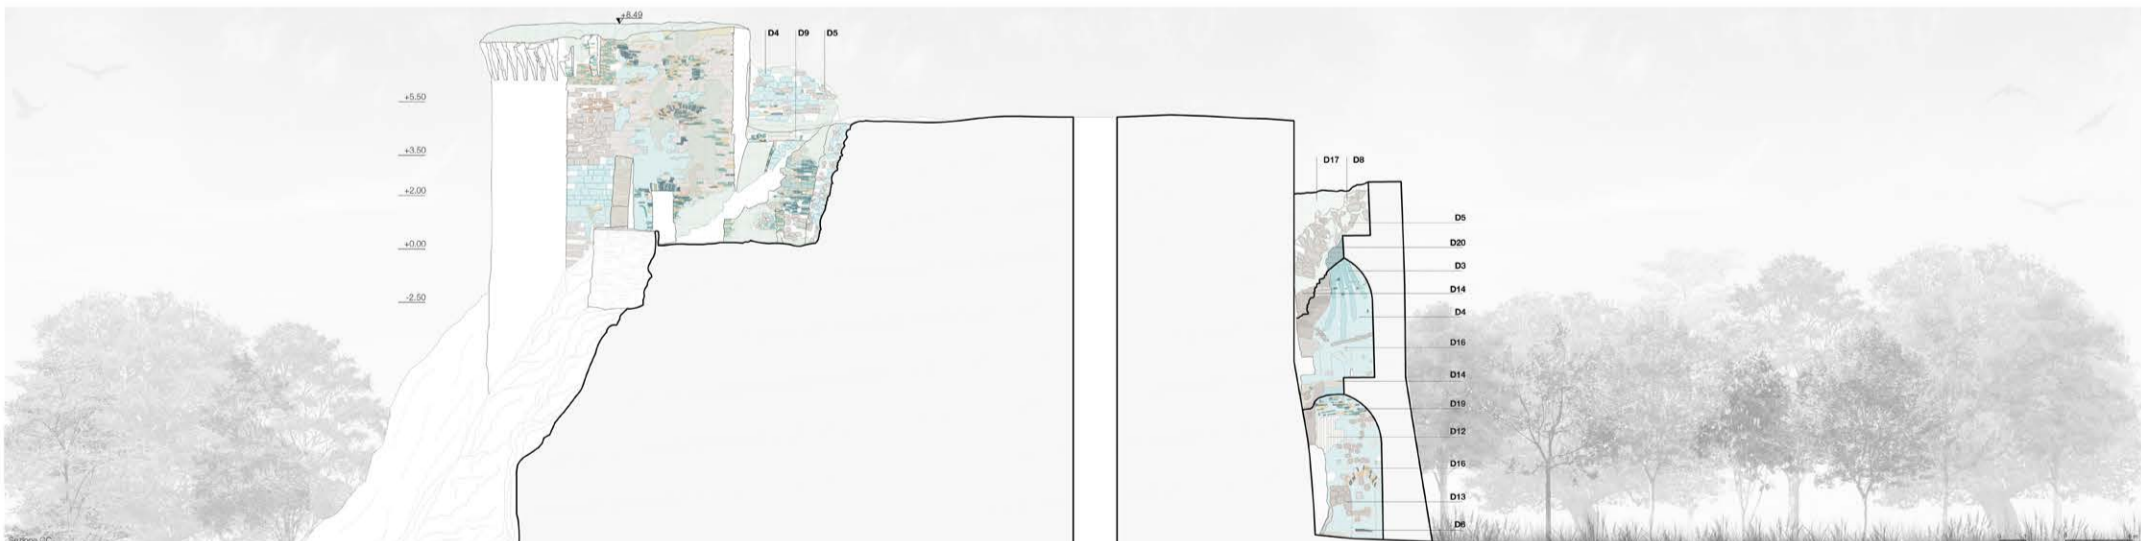 +8.49
D4 D9 D5
+5.50
+3.50
+2.00
+0.00
-2.50
D17 D8
D5
D20
D3
D14
D4
D16
D14
D19
D12
D16
D13
D6